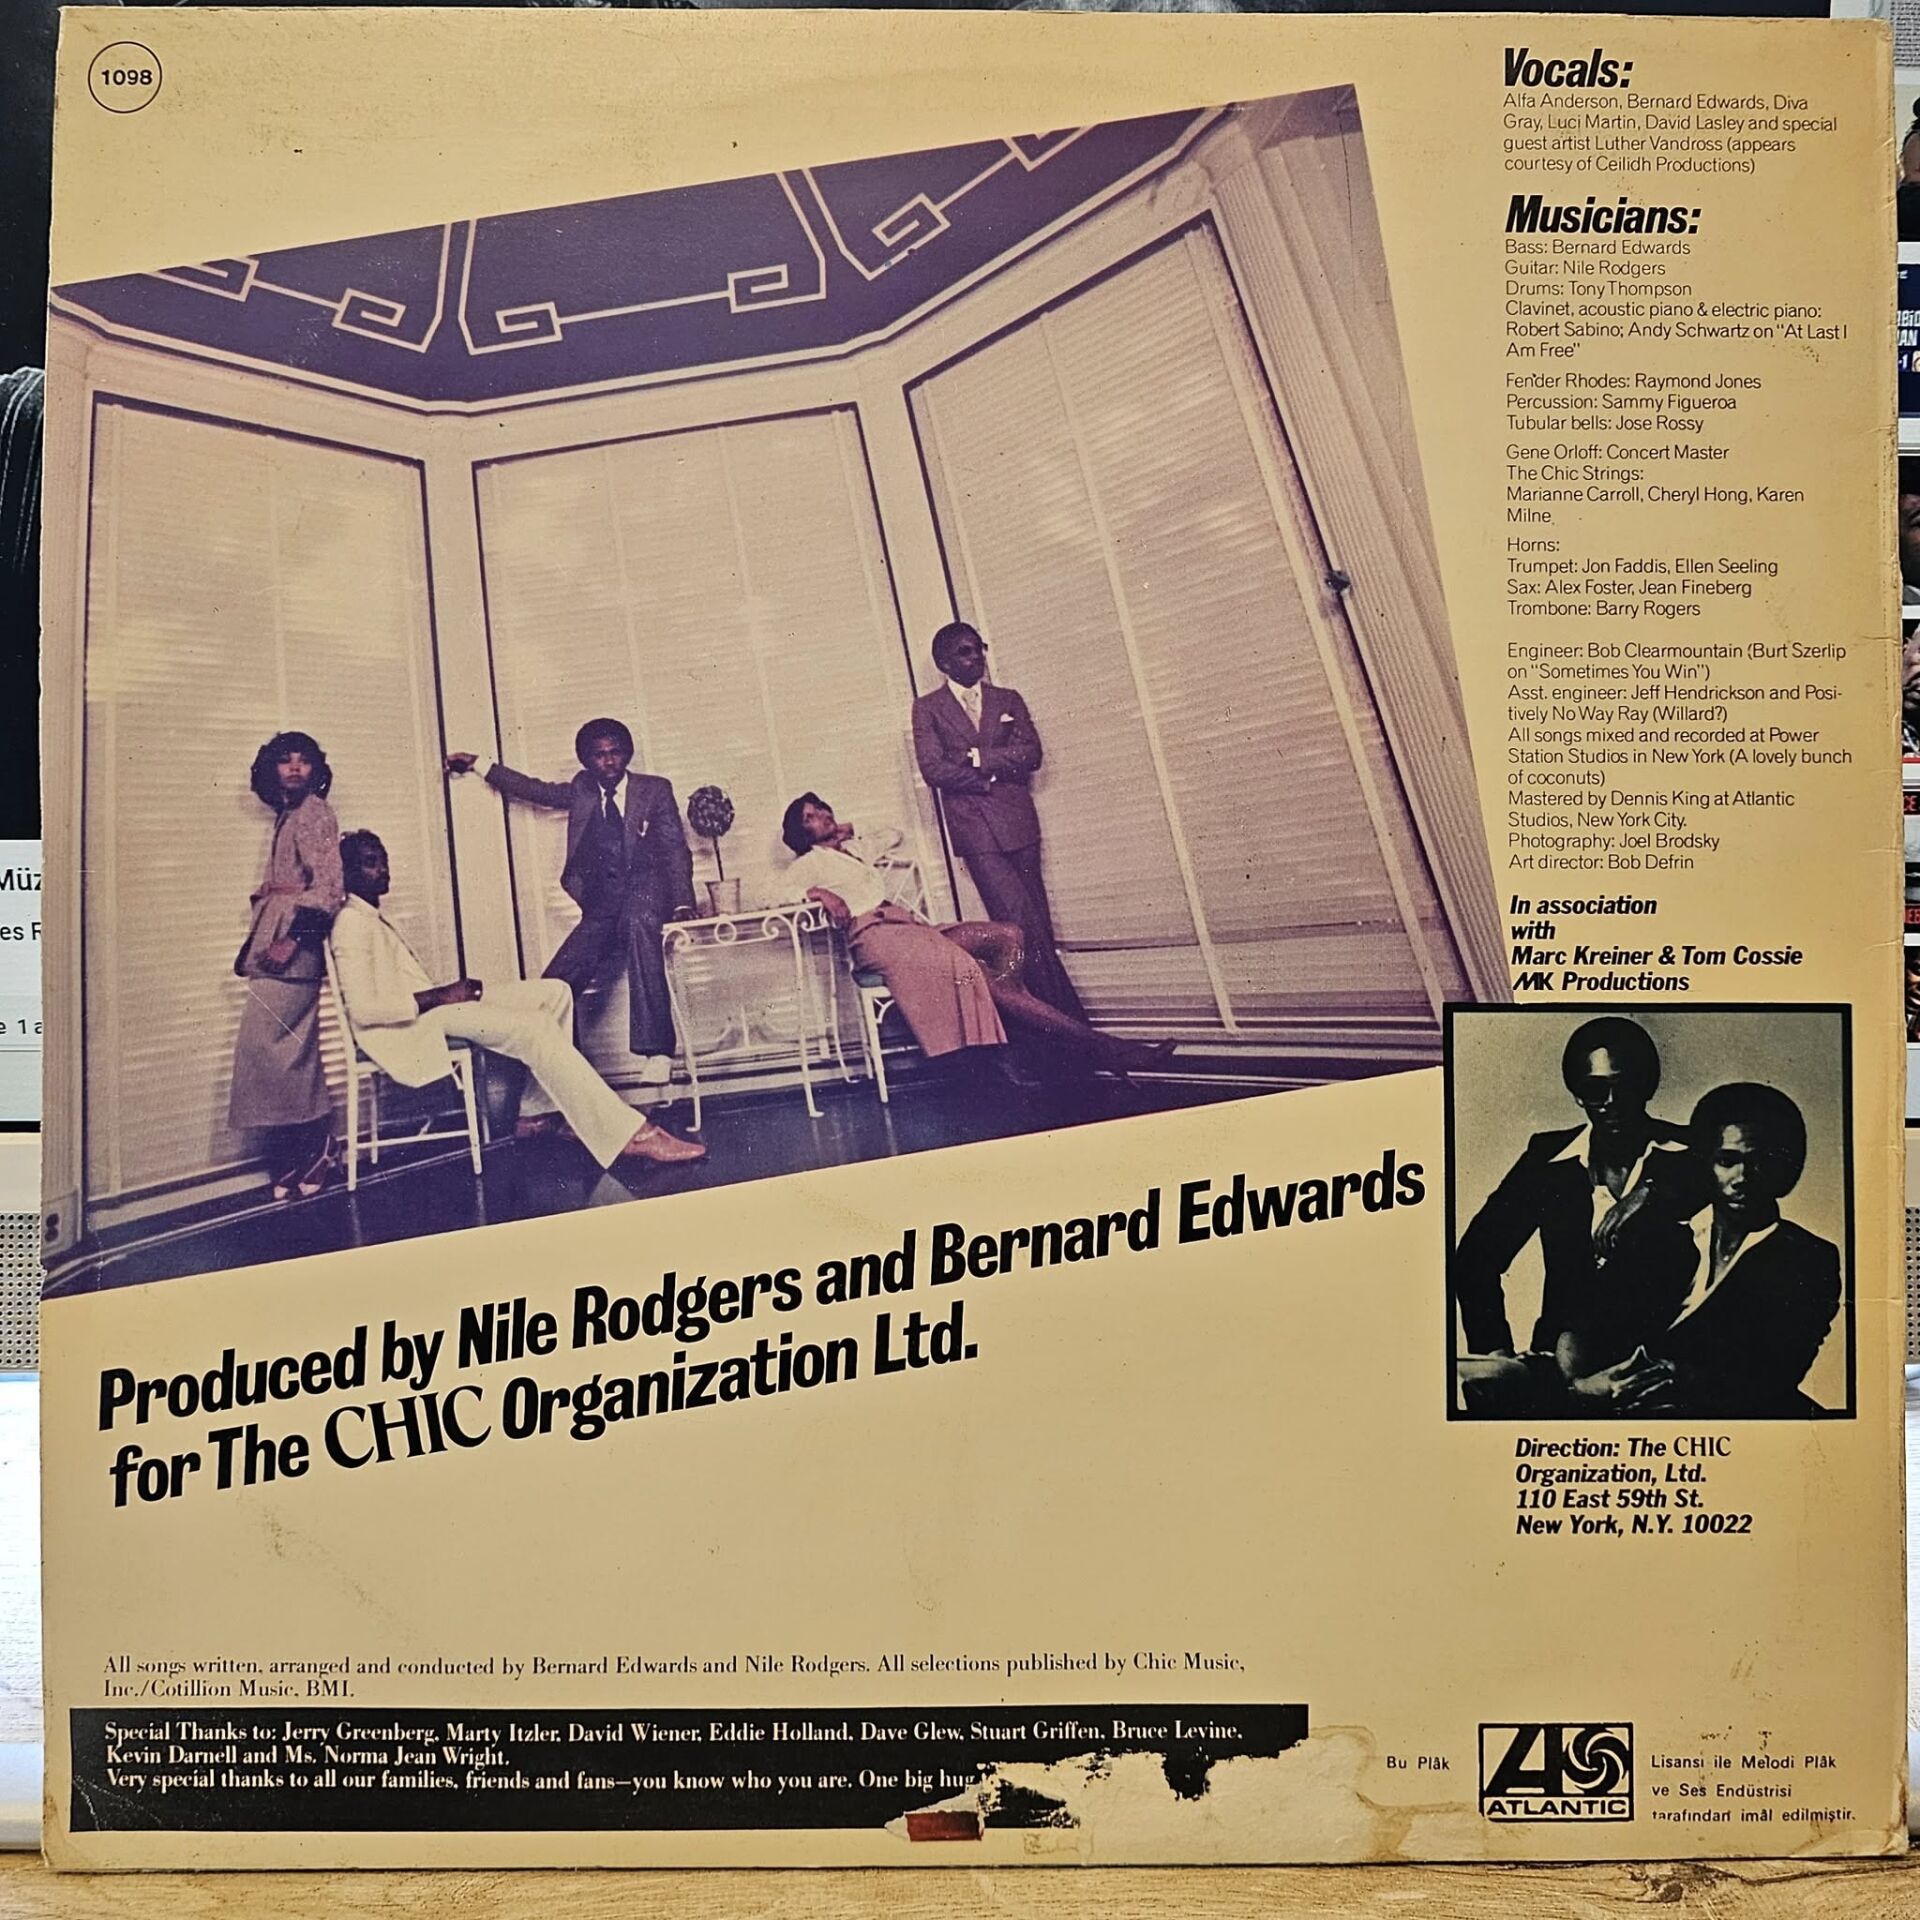 1098
Vocals:
Alfa Anderson, Bernard Edwards, Diva
Gray, Luci Martin, David Lasley and special
guest artist Luther Vandross (appears
courtesy of Ceilidh Productions)
Musicians:
Bass: Bernard Edwards
Guitar: Nile Rodgers
Drums: Tony Thompson
Clavinet, acoustic piano & electric piano:
Robert Sabino; Andy Schwartz on "At Last I
Am Free"
Fender Rhodes: Raymond Jones
Percussion: Sammy Figueroa
Tubular bells: Jose Rossy
Gene Orloff: Concert Master
The Chic Strings:
Marianne Carroll, Cheryl Hong, Karen
Milne
Horns:
Trumpet: Jon Faddis, Ellen Seeling
Sax: Alex Foster, Jean Fineberg
Trombone: Barry Rogers
Engineer: Bob Clearmountain (Burt Szerlip
on "Sometimes You Win")
Asst. engineer: Jeff Hendrickson and Posi-
tively No Way Ray (Willard?)
All songs mixed and recorded at Power
Station Studios in New York (A lovely bunch
of coconuts)
Mastered by Dennis King at Atlantic
Studios, New York City.
Photography: Joel Brodsky
Art director: Bob Defrin
In association
with
Marc Kreiner & Tom Cossie
MK Productions
Produced by Nile Rodgers and Bernard Edwards
for The CHIC Organization Ltd.
Direction: The CHIC
Organization, Ltd.
110 East 59th St.
New York, N.Y. 10022
All songs written, arranged and conducted by Bernard Edwards and Nile Rodgers. All selections published by Chic Music,
Inc./Cotillion Music, BMI.
Special Thanks to: Jerry Greenberg, Marty Itzler, David Wiener, Eddie Holland, Dave Glew, Stuart Griffen, Bruce Levine,
Kevin Darnell and Ms. Norma Jean Wright.
Very special thanks to all our families, friends and fans—you know who you are. One big hug
Bu Plâk
ATLANTIC
Lisansı ile Melodi Plâk
ve Ses Endüstrisi
tarafından imâl edilmiştir.